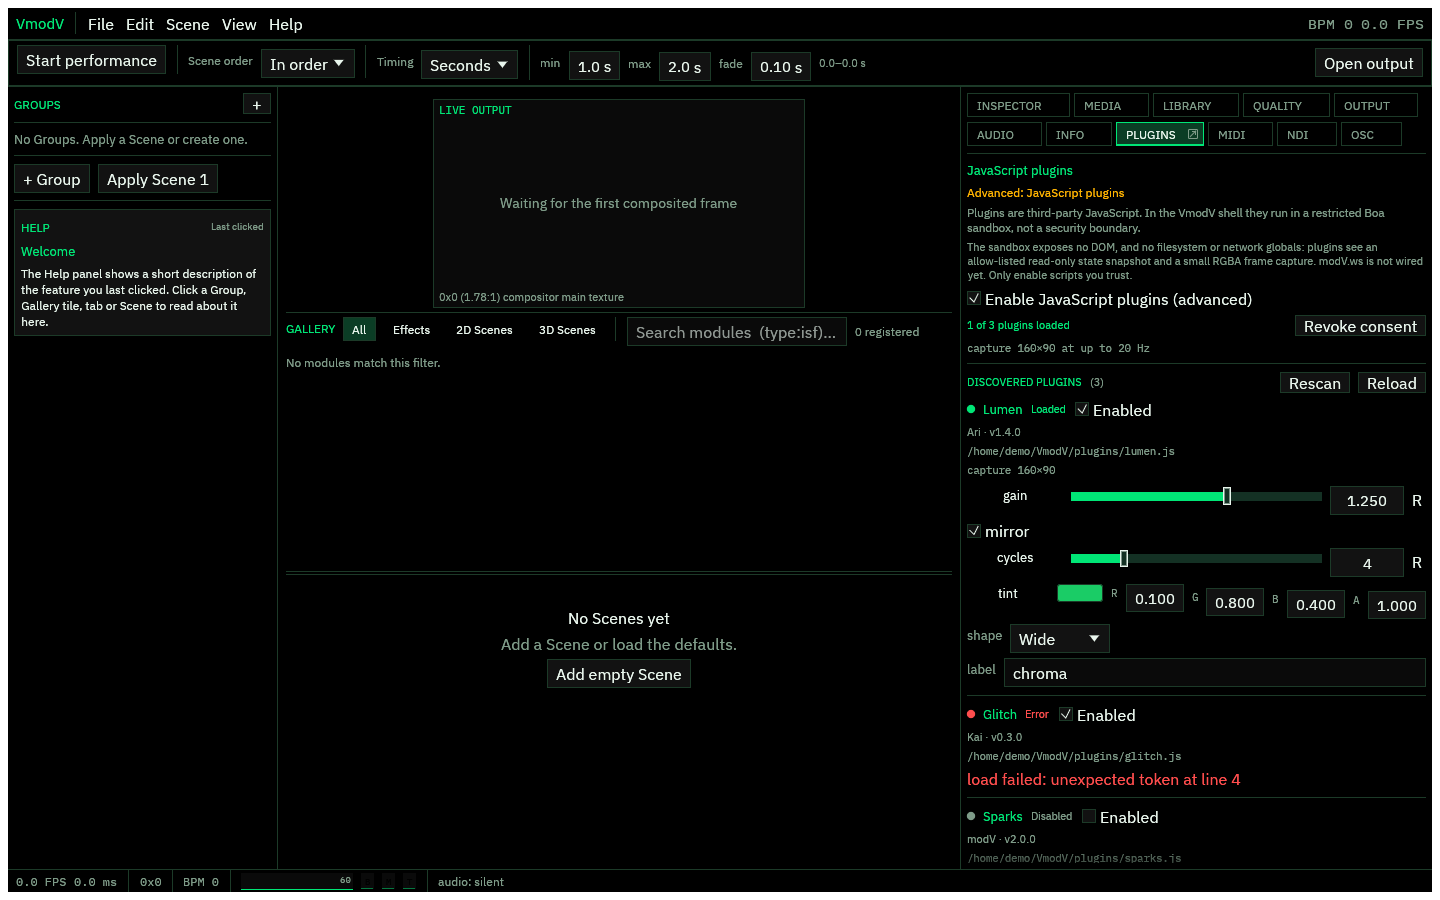 VmodV File Edit Scene View Help BPM 0 0.0 FPS
Start performance Scene order In order Timing Seconds min 1.0 s max 2.0 s fade 0.10 s 0.0–0.0 s Open output
GROUPS +
No Groups. Apply a Scene or create one.
+ Group Apply Scene 1
HELP Last clicked
Welcome
The Help panel shows a short description of
the feature you last clicked. Click a Group,
Gallery tile, tab or Scene to read about it
here.
LIVE OUTPUT
Waiting for the first composited frame
0x0 (1.78:1) compositor main texture
GALLERY All Effects 2D Scenes 3D Scenes Search modules (type:isf)... 0 registered
No modules match this filter.
No Scenes yet
Add a Scene or load the defaults.
Add empty Scene
INSPECTOR MEDIA LIBRARY QUALITY OUTPUT
AUDIO INFO PLUGINS MIDI NDI OSC
JavaScript plugins
Advanced: JavaScript plugins
Plugins are third-party JavaScript. In the VmodV shell they run in a restricted Boa
sandbox, not a security boundary.
The sandbox exposes no DOM, and no filesystem or network globals: plugins see an
allow-listed read-only state snapshot and a small RGBA frame capture. modV.ws is not wired
yet. Only enable scripts you trust.
Enable JavaScript plugins (advanced)
1 of 3 plugins loaded Revoke consent
capture 160×90 at up to 20 Hz
DISCOVERED PLUGINS (3) Rescan Reload
Lumen Loaded Enabled
Ari · v1.4.0
/home/demo/VmodV/plugins/lumen.js
capture 160×90
gain 1.250 R
mirror
cycles 4 R
tint R 0.100 G 0.800 B 0.400 A 1.000
shape Wide
label chroma
Glitch Error Enabled
Kai · v0.3.0
/home/demo/VmodV/plugins/glitch.js
load failed: unexpected token at line 4
Sparks Disabled Enabled
modV · v2.0.0
/home/demo/VmodV/plugins/sparks.js
0.0 FPS 0.0 ms 0x0 BPM 0 60 audio: silent